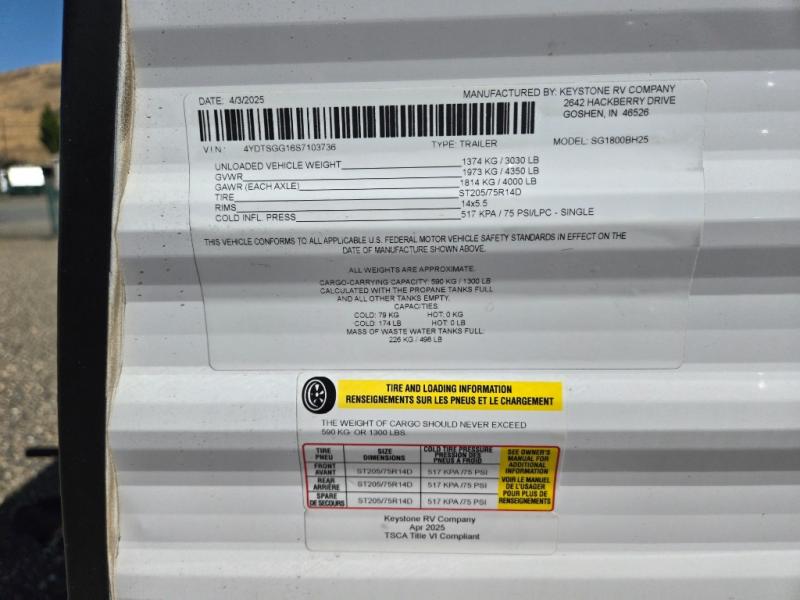 DATE: 4/3/2025
MANUFACTURED BY: KEYSTONE RV COMPANY
2642 HACKBERRY DRIVE
GOSHEN, IN 46526
VIN: 4YDTSGG16S7103736 TYPE: TRAILER MODEL: SG1800BH25
UNLOADED VEHICLE WEIGHT 1374 KG / 3030 LB
GVWR 1973 KG / 4350 LB
GAWR (EACH AXLE) 1814 KG / 4000 LB
TIRE ST205/75R14D
RIMS 14x5.5
COLD INFL. PRESS 517 KPA / 75 PSI/LPC - SINGLE
THIS VEHICLE CONFORMS TO ALL APPLICABLE U.S. FEDERAL MOTOR VEHICLE SAFETY STANDARDS IN EFFECT ON THE
DATE OF MANUFACTURE SHOWN ABOVE.
ALL WEIGHTS ARE APPROXIMATE.
CARGO-CARRYING CAPACITY: 590 KG / 1300 LB
CALCULATED WITH THE PROPANE TANKS FULL
AND ALL OTHER TANKS EMPTY.
CAPACITIES:
COLD: 79 KG HOT: 0 KG
COLD: 174 LB HOT: 0 LB
MASS OF WASTE WATER TANKS FULL:
226 KG / 498 LB
TIRE AND LOADING INFORMATION
RENSEIGNEMENTS SUR LES PNEUS ET LE CHARGEMENT
THE WEIGHT OF CARGO SHOULD NEVER EXCEED
590 KG OR 1300 LBS.
TIRE
PNEU
SIZE
DIMENSIONS
COLD TIRE PRESSURE
PRESSION DES
PNEUS A FROID
SEE OWNER'S
MANUAL FOR
ADDITIONAL
INFORMATION
VOIR LE MANUEL
DE L'USAGER
POUR PLUS DE
RENSEIGNEMENTS
FRONT
AVANT
ST205/75R14D 517 KPA /75 PSI
REAR
ARRIÈRE
ST205/75R14D 517 KPA /75 PSI
SPARE
DE SECOURS
ST205/75R14D 517 KPA /75 PSI
Keystone RV Company
Apr 2025
TSCA Title VI Compliant